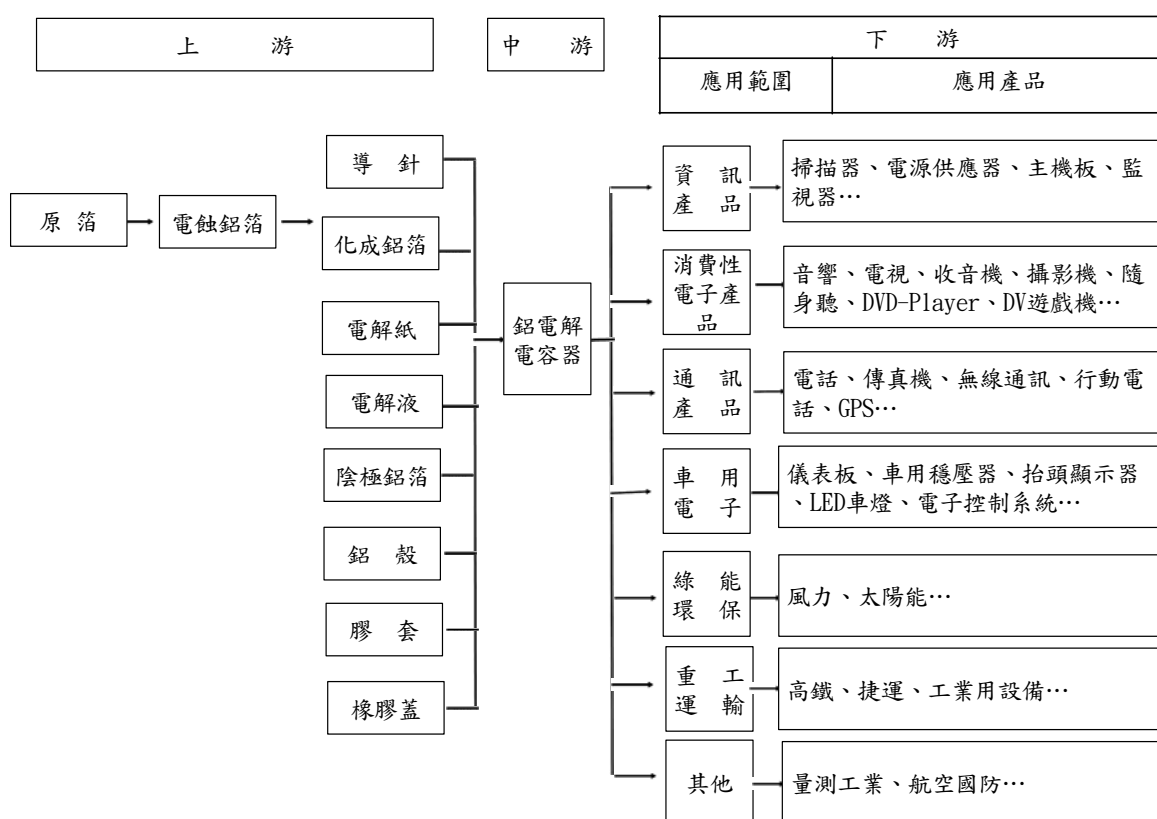 上 游
中 游
下 游
應用範圍
應用產品
原 箔
電蝕鋁箔
導 針
化成鋁箔
電解紙
電解液
陰極鋁箔
鋁 殼
膠 套
橡膠蓋
鋁電解
電容器
資 訊
產 品
掃描器、電源供應器、主機板、監
視器…
消費性
電子產
品
音響、電視、收音機、攝影機、隨
身聽、DVD-Player、DV遊戲機…
通 訊
產 品
電話、傳真機、無線通訊、行動電
話、GPS…
車 用
電 子
儀表板、車用穩壓器、抬頭顯示器
、LED車燈、電子控制系統…
綠 能
環 保
風力、太陽能…
重 工
運 輸
高鐵、捷運、工業用設備…
其他
量測工業、航空國防…